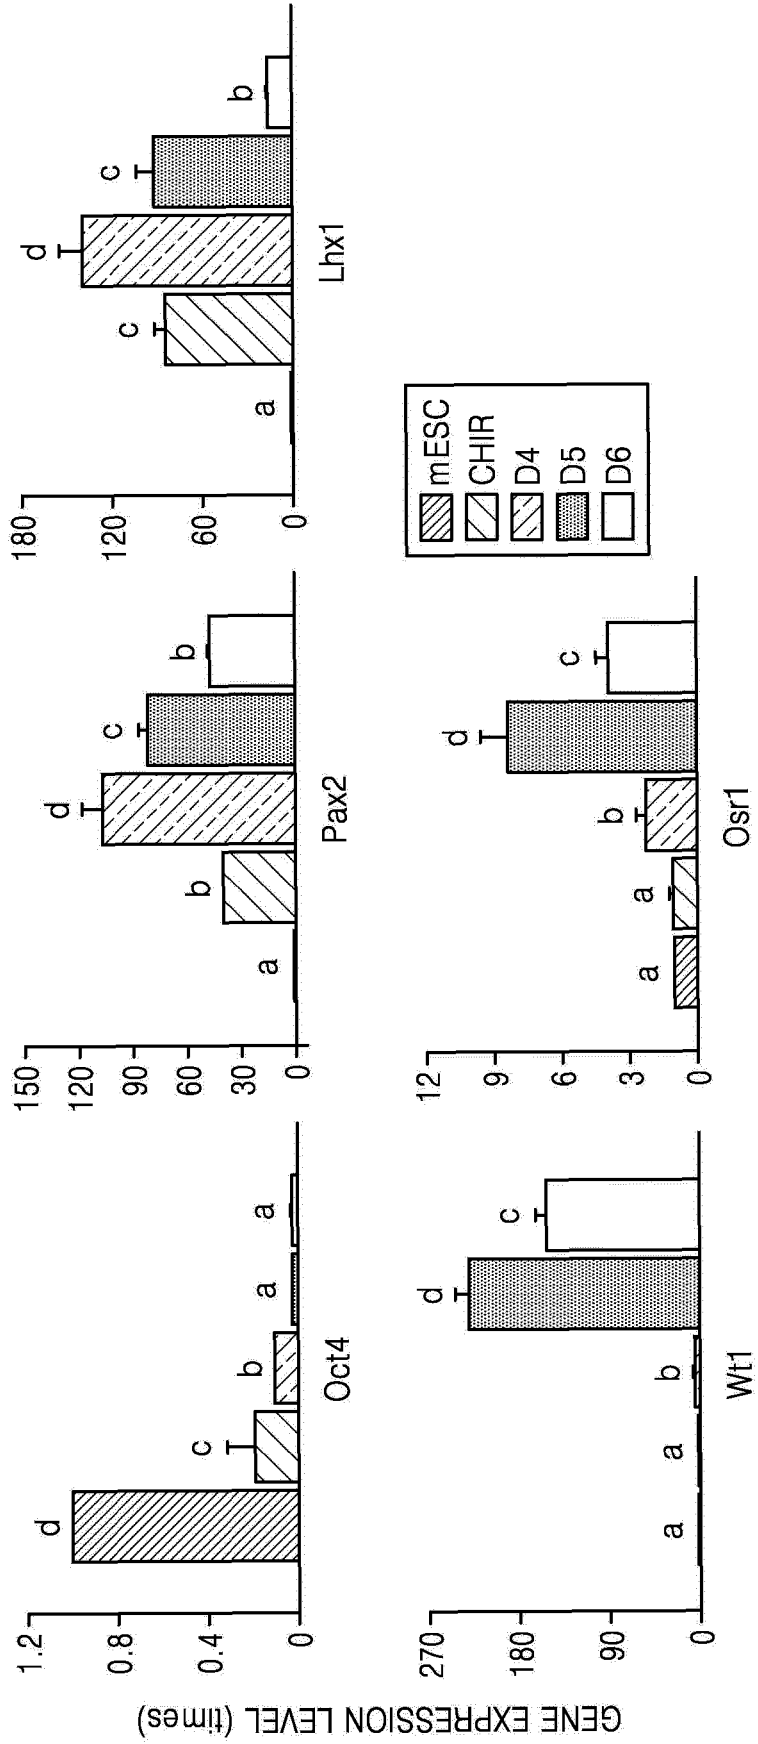 GENE EXPRESSION LEVEL (times)
1.2
0.8
0.4
0
d
c
b
a
a
Oct4
150
120
90
60
30
0
a
b
d
c
b
Pax2
180
120
60
0
a
c
d
c
b
Lhx1
270
180
90
0
a
a
b
d
c
Wt1
12
9
6
3
0
a
a
b
d
c
Osr1
mESC
CHIR
D4
D5
D6